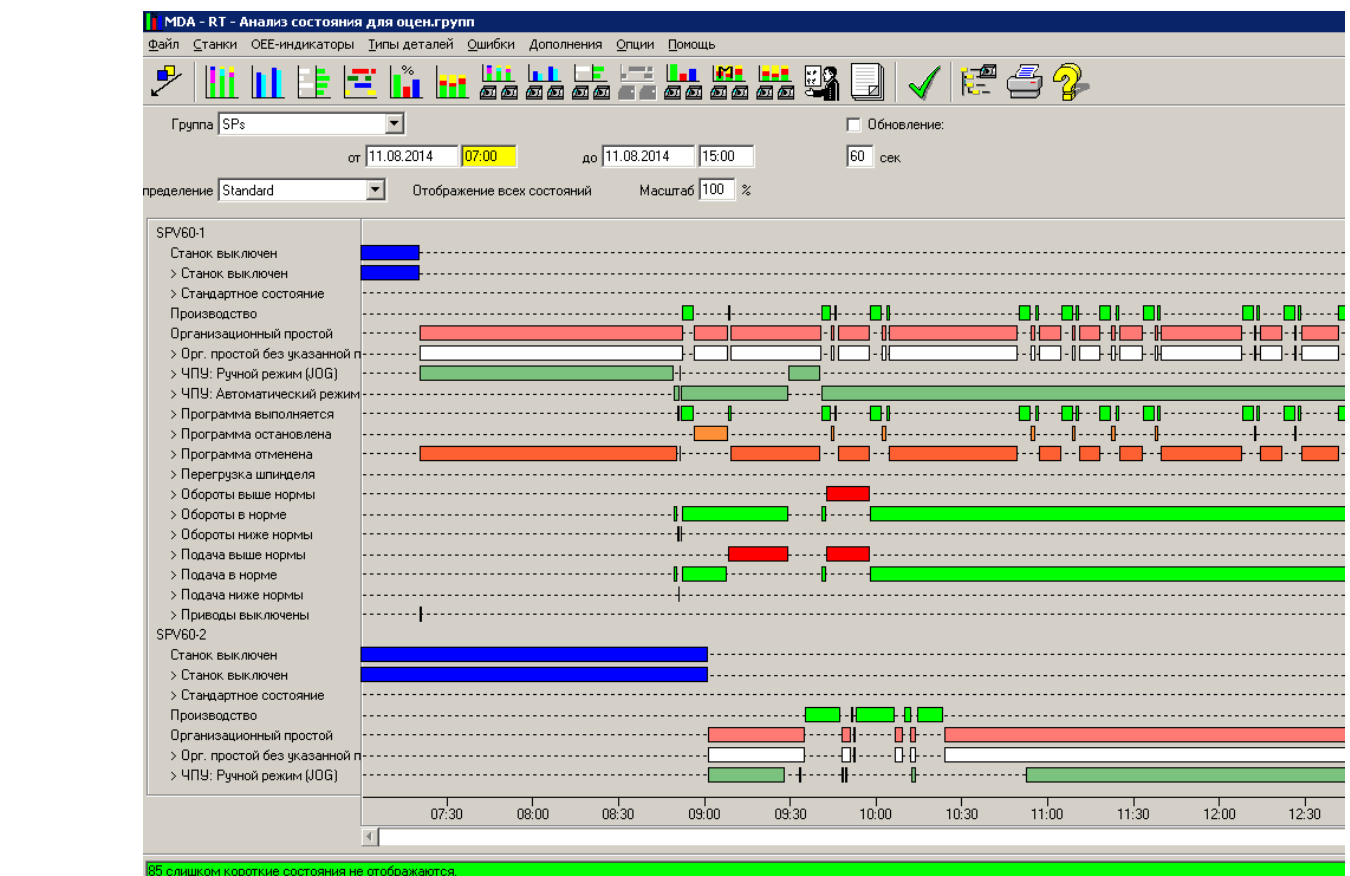 MDA - RT - Анализ состояния для оцен.групп
Файл Станки OEE-индикаторы Типы деталей Ошибки Дополнения Опции Помощь
%
Группа SPs Обновление:
от 11.08.2014 07:00 до 11.08.2014 15:00 60 сек
пределение Standard Отображение всех состояний Масштаб 100 %
SPV60-1
Станок выключен
> Станок выключен
> Стандартное состояние
Производство
Организационный простой
> Орг. простой без указанной п
> ЧПУ: Ручной режим (JOG)
> ЧПУ: Автоматический режим
> Программа выполняется
> Программа остановлена
> Программа отменена
> Перегрузка шпинделя
> Обороты выше нормы
> Обороты в норме
> Обороты ниже нормы
> Подача выше нормы
> Подача в норме
> Подача ниже нормы
> Приводы выключены
SPV60-2
Станок выключен
> Станок выключен
> Стандартное состояние
Производство
Организационный простой
> Орг. простой без указанной п
> ЧПУ: Ручной режим (JOG)
07:30 08:00 08:30 09:00 09:30 10:00 10:30 11:00 11:30 12:00 12:30
85 слишком короткие состояния не отображаются.